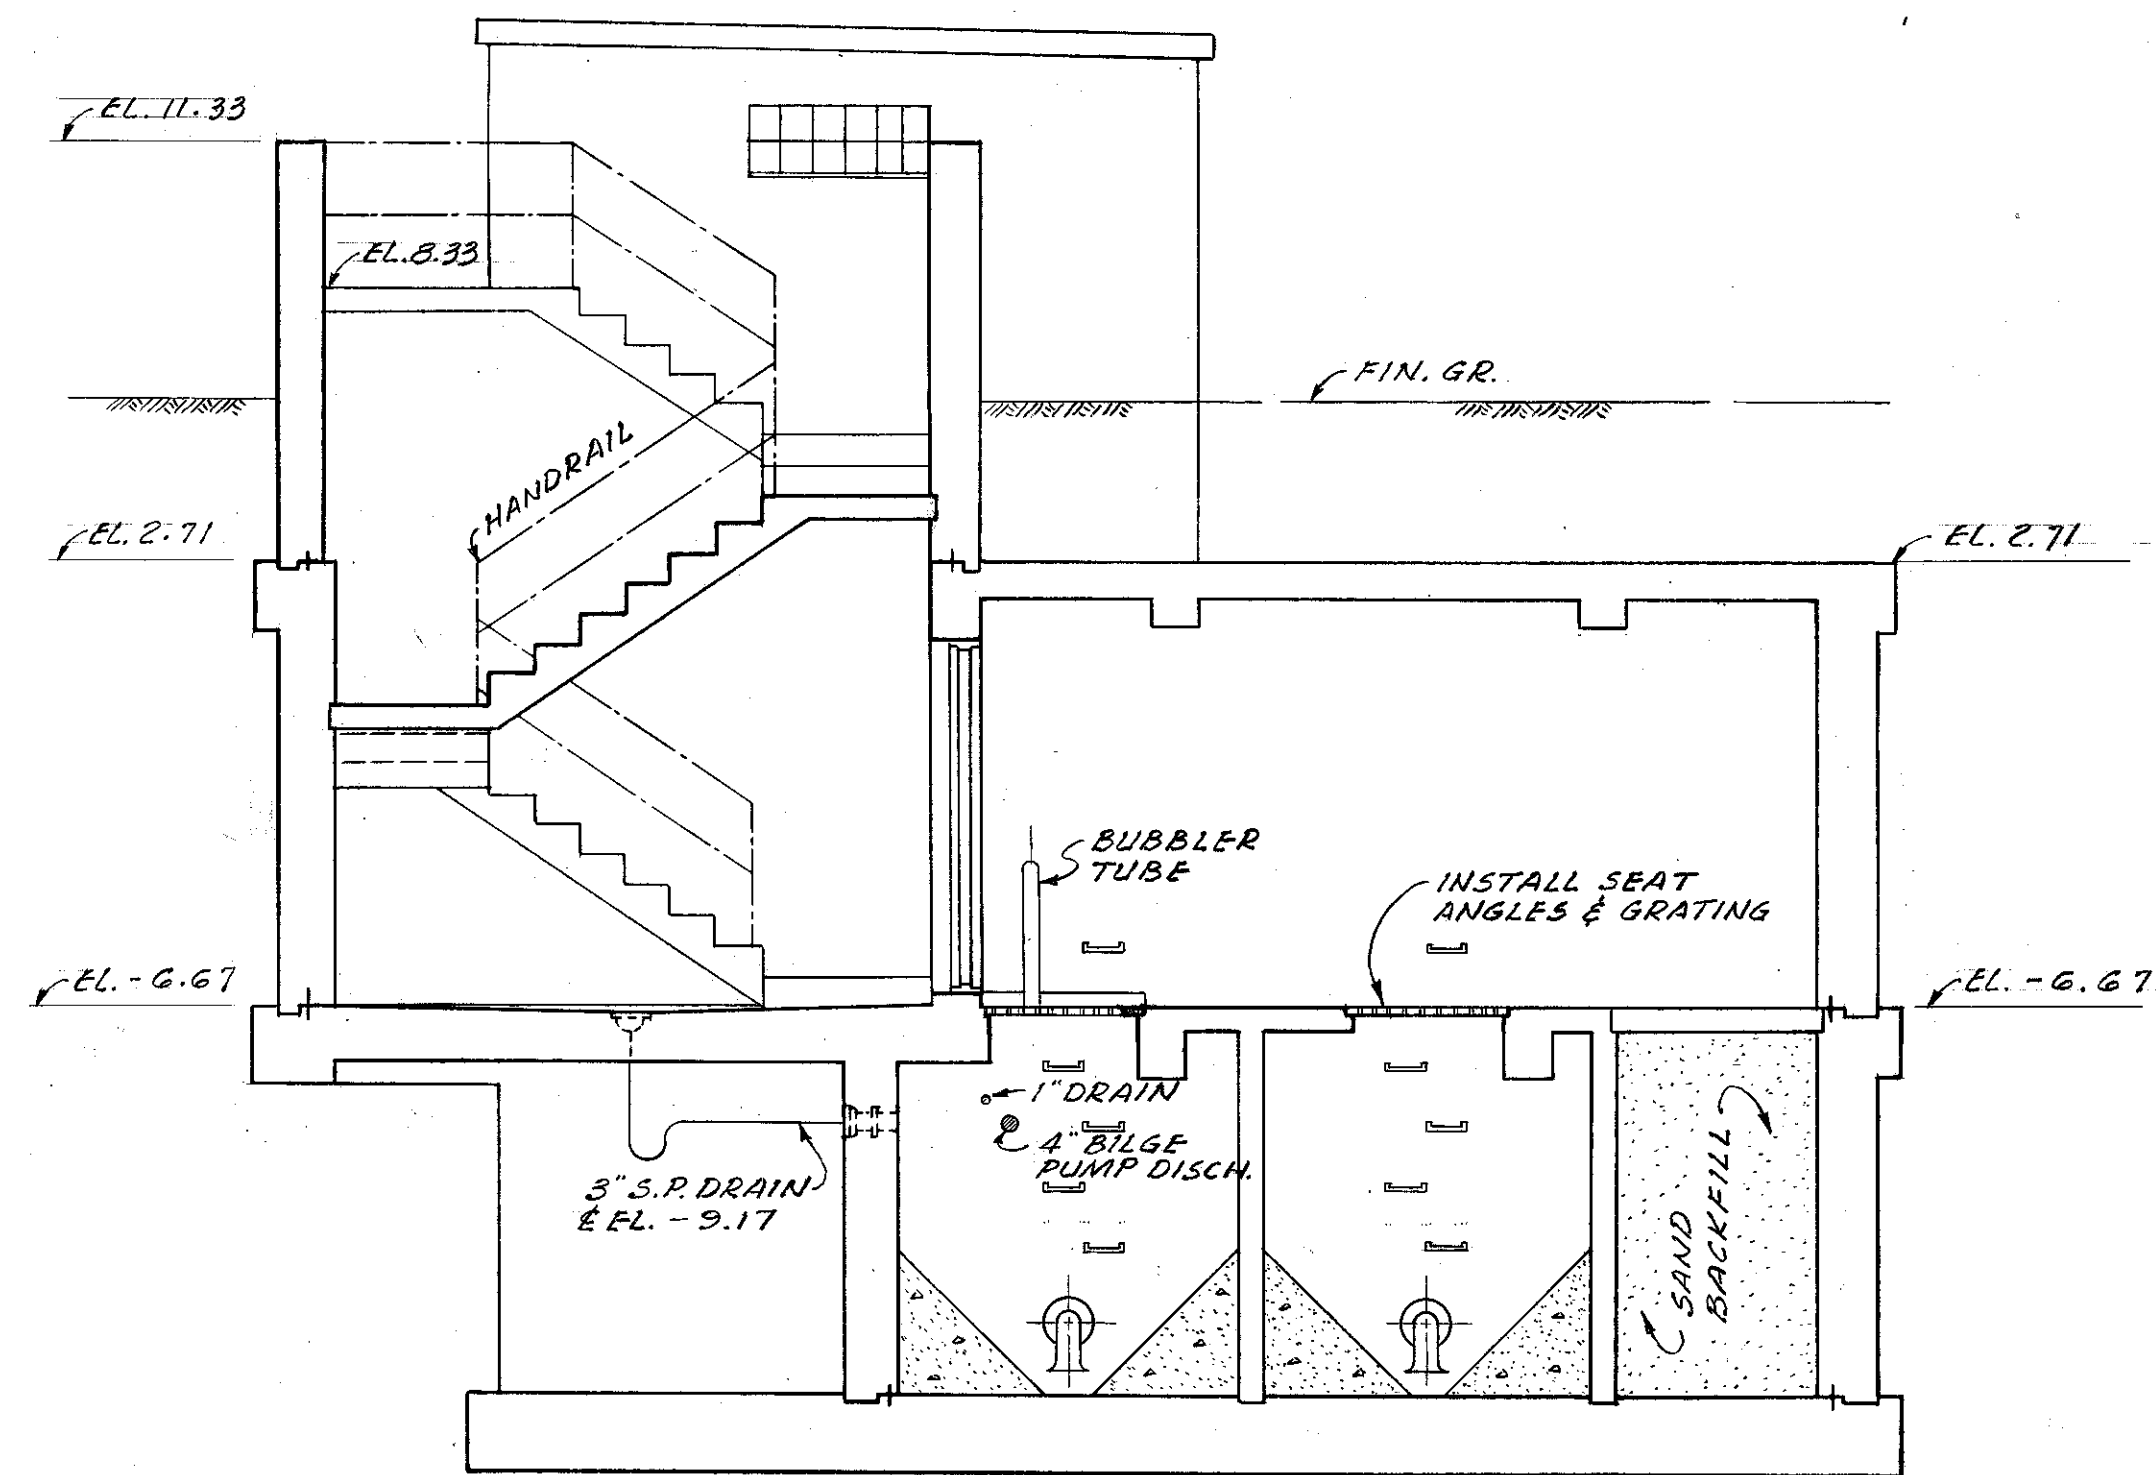 EL. 11.33
EL. 8.33
FIN. GR.
HANDRAIL
EL. 2.71
EL. 2.71
BUBBLER
TUBE
INSTALL SEAT
ANGLES & GRATING
EL. -6.67
EL. -6.67
1" DRAIN
4" BILGE
PUMP DISCH.
3" S.P. DRAIN
℄ EL. -9.17
SAND
BACKFILL